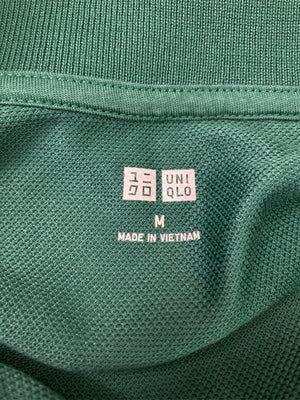 ユニ UNI
クロ QLO
M
MADE IN VIETNAM